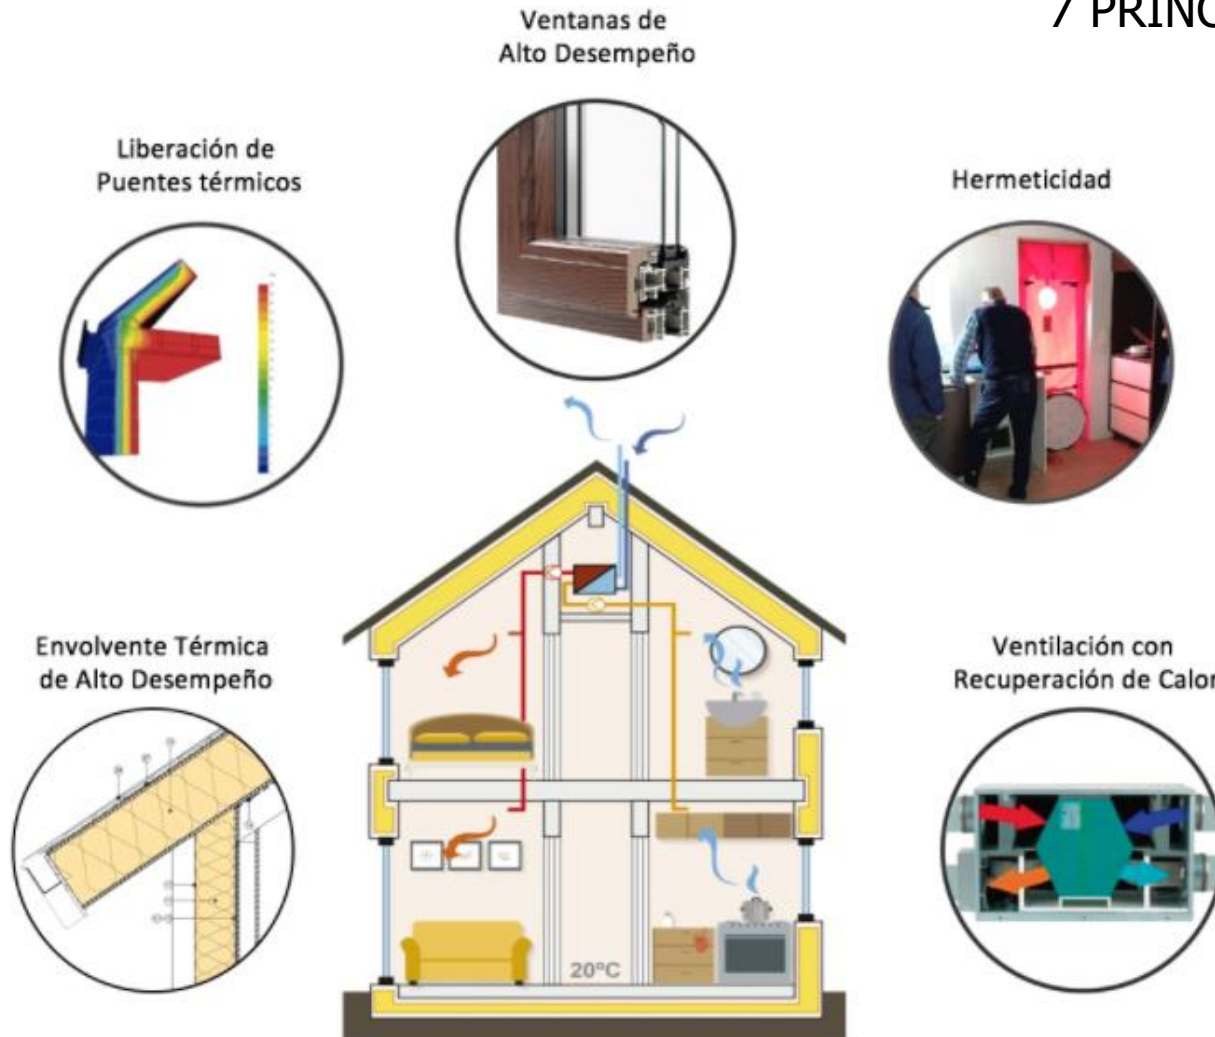 7 PRINC
Ventanas de
Alto Desempeño
Liberación de
Puentes térmicos
Hermeticidad
Envolvente Térmica
de Alto Desempeño
Ventilación con
Recuperación de Calor
20ºC